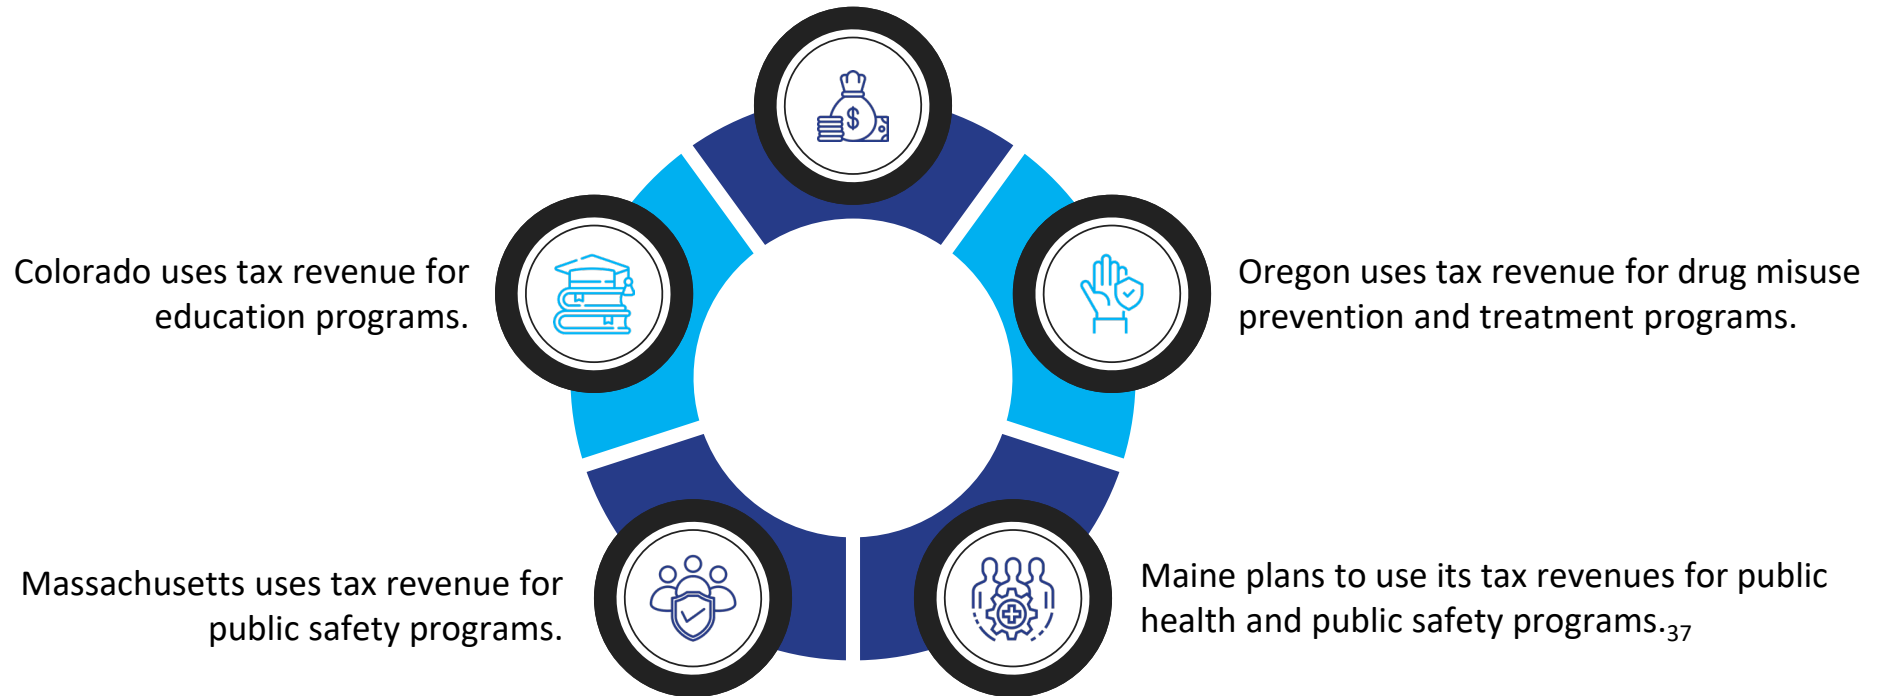 $
Colorado uses tax revenue for
education programs.
Oregon uses tax revenue for drug misuse
prevention and treatment programs.
Massachusetts uses tax revenue for
public safety programs.
Maine plans to use its tax revenues for public
health and public safety programs.37